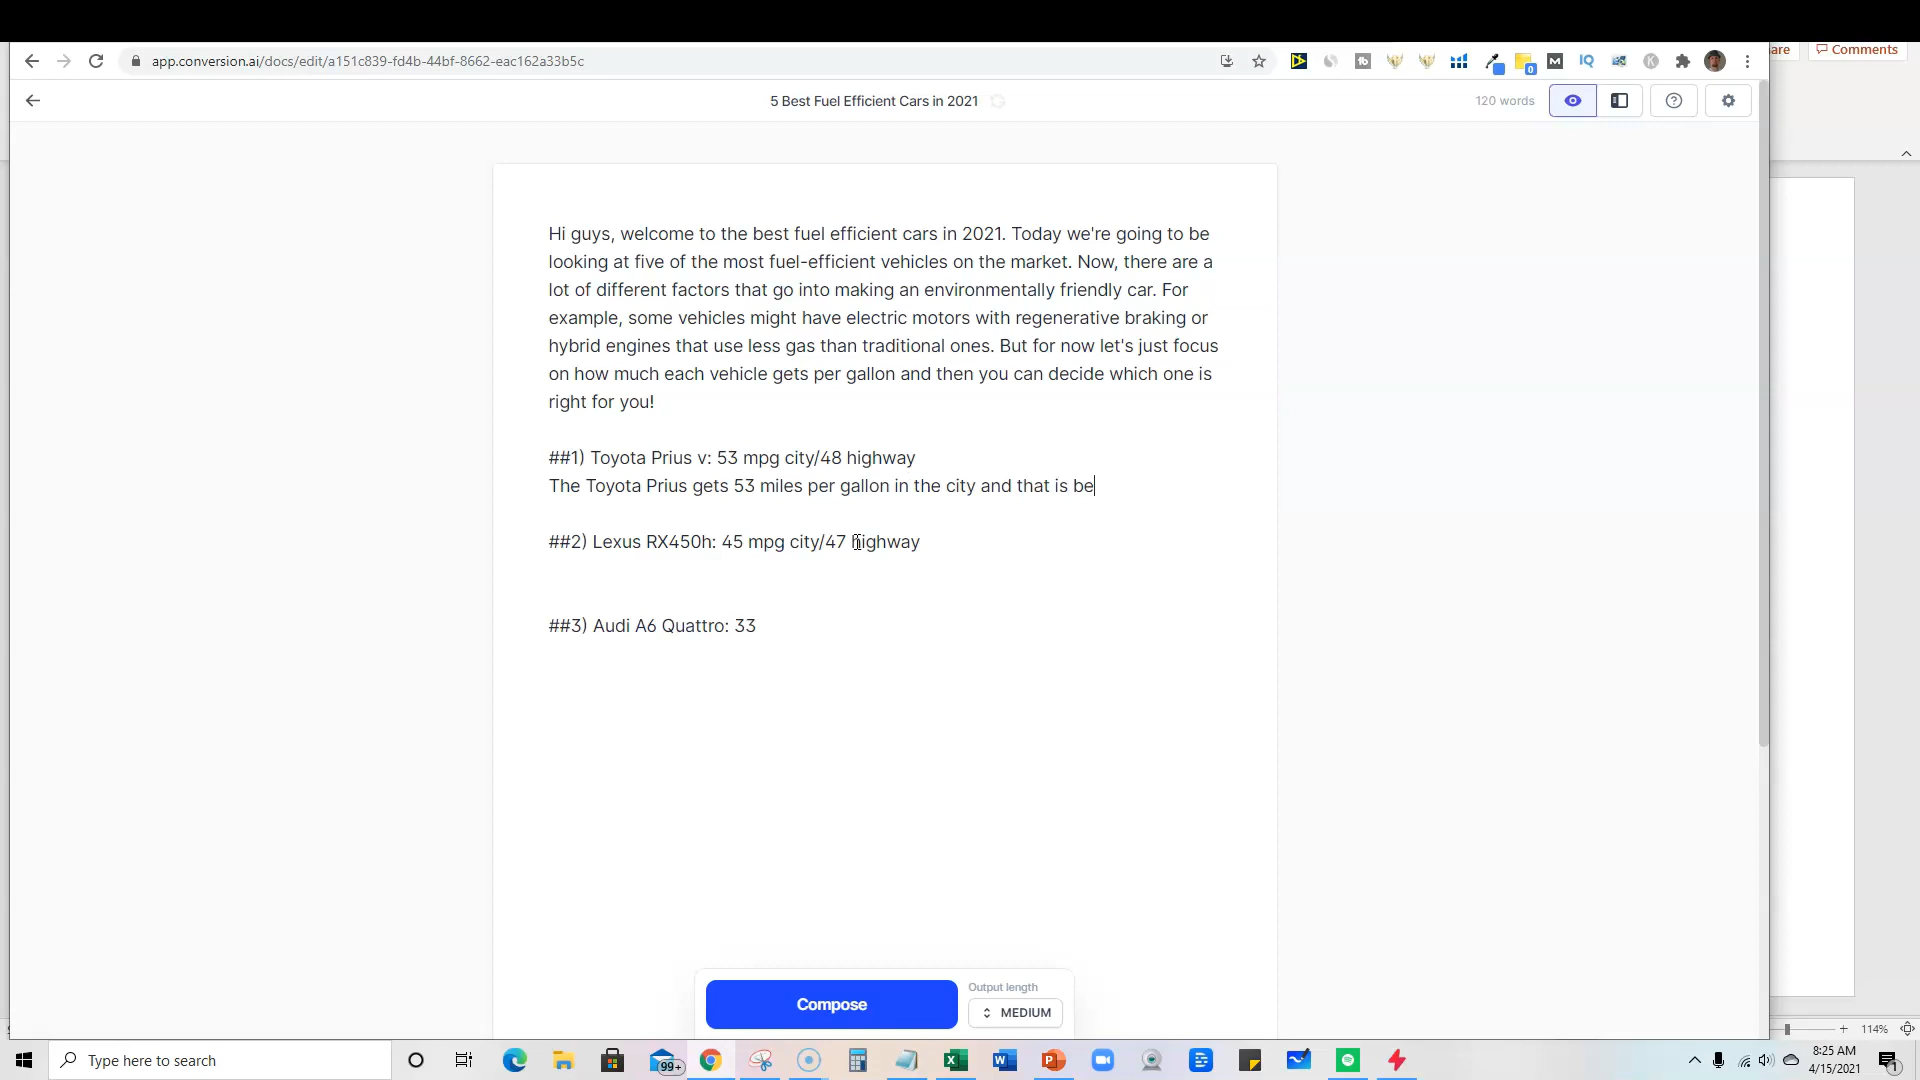 are
Comments
app.conversion.ai/docs/edit/a151c839-fd4b-44bf-8662-eac162a33b5c
5 Best Fuel Efficient Cars in 2021
120 words
Hi guys, welcome to the best fuel efficient cars in 2021. Today we're going to be
looking at five of the most fuel-efficient vehicles on the market. Now, there are a
lot of different factors that go into making an environmentally friendly car. For
example, some vehicles might have electric motors with regenerative braking or
hybrid engines that use less gas than traditional ones. But for now let's just focus
on how much each vehicle gets per gallon and then you can decide which one is
right for you!
##1) Toyota Prius v: 53 mpg city/48 highway
The Toyota Prius gets 53 miles per gallon in the city and that is be
##2) Lexus RX450h: 45 mpg city/47 highway
##3) Audi A6 Quattro: 33
Compose
Output length
MEDIUM
114%
Type here to search
99+
8:25 AM
4/15/2021